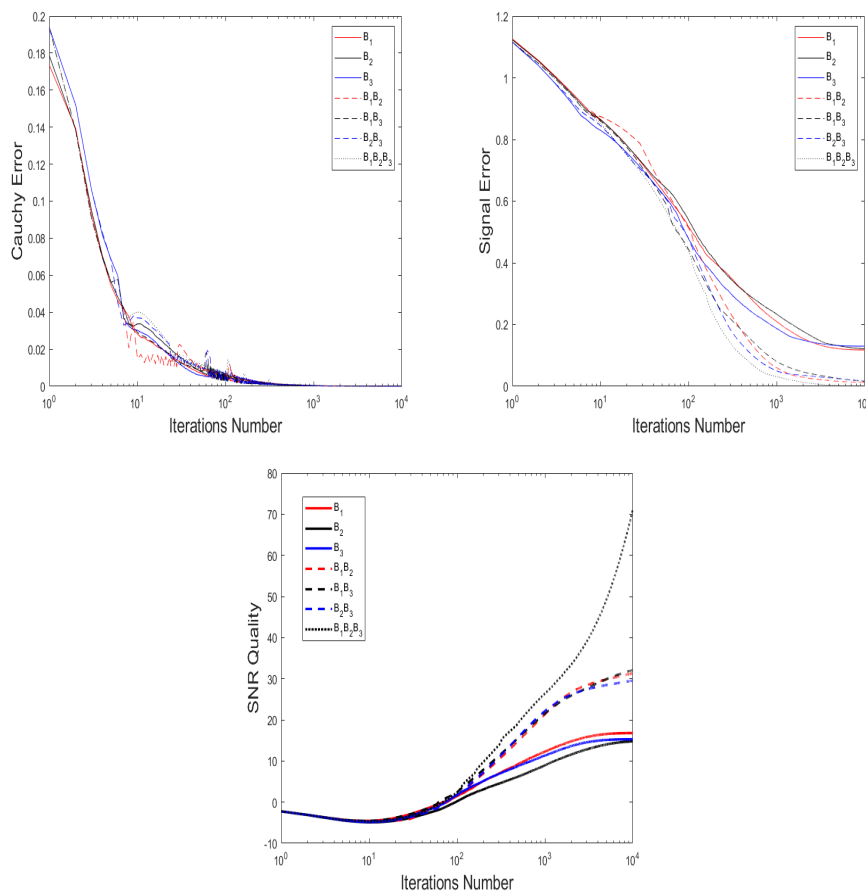 0.2
0.18
0.16
0.14
0.12
0.1
0.08
0.06
0.04
0.02
0
Cauchy Error
10^0 10^1 10^2 10^3 10^4
Iterations Number
B_1
B_2
B_3
B_1B_2
B_1B_3
B_2B_3
B_1B_2B_3
1.2
1
0.8
0.6
0.4
0.2
0
Signal Error
10^0 10^1 10^2 10^3 10
Iterations Number
B_1
B_2
B_3
B_1B_2
B_1B_3
B_2B_3
B_1B_2B_3
80
70
60
50
40
30
20
10
0
-10
SNR Quality
10^0 10^1 10^2 10^3 10^4
Iterations Number
B_1
B_2
B_3
B_1B_2
B_1B_3
B_2B_3
B_1B_2B_3